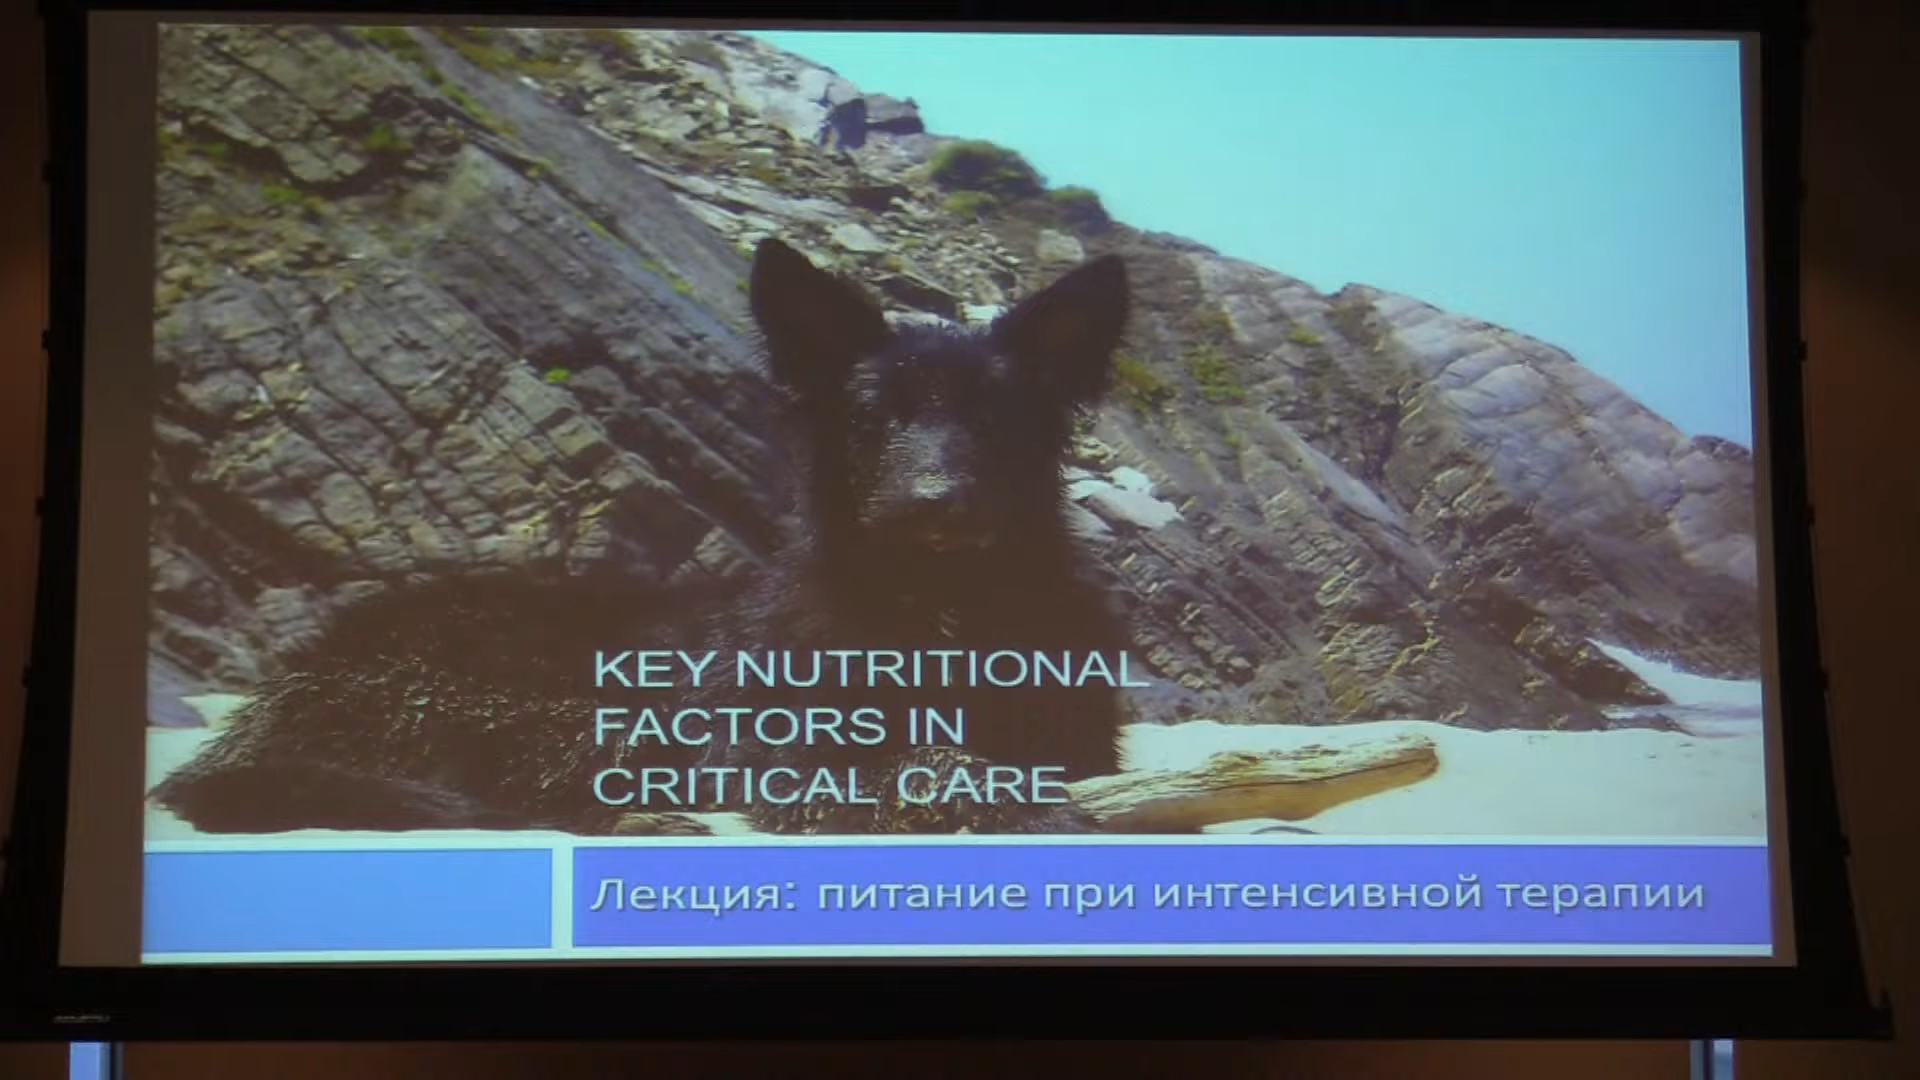 KEY NUTRITIONAL
FACTORS IN
CRITICAL CARE
Лекция: питание при интенсивной терапии